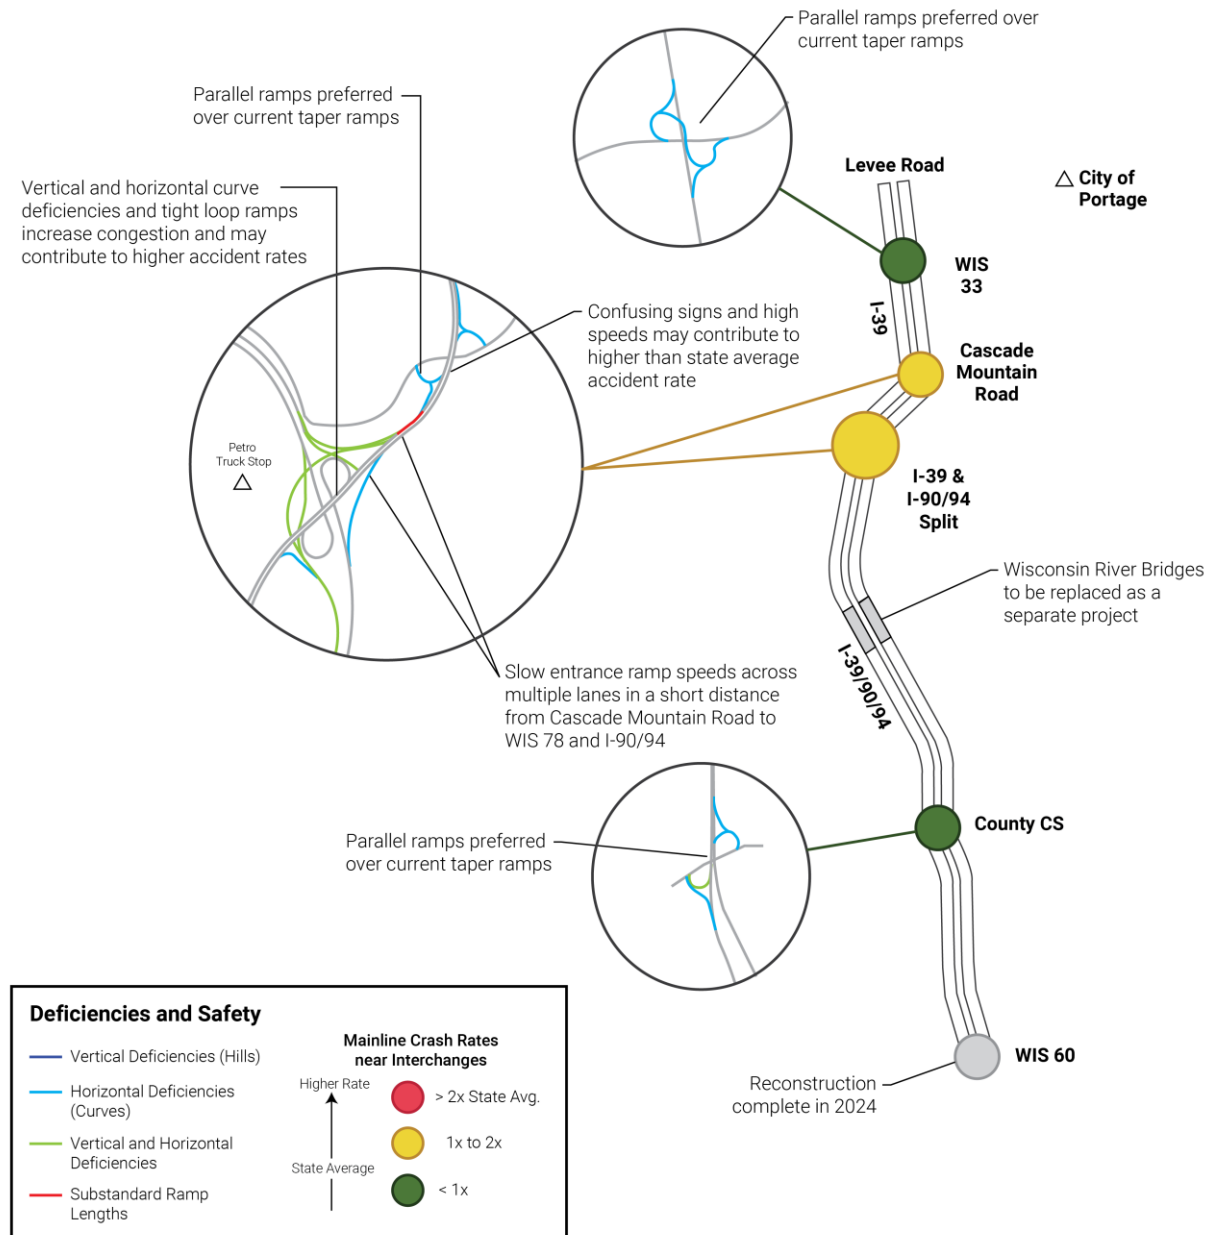 Parallel ramps preferred over
current taper ramps
Parallel ramps preferred
over current taper ramps
Levee Road
City of
Portage
Vertical and horizontal curve
deficiencies and tight loop ramps
increase congestion and may
contribute to higher accident rates
WIS
33
I-39
Confusing signs and high
speeds may contribute to
higher than state average
accident rate
Cascade
Mountain
Road
Petro
Truck Stop
I-39 &
I-90/94
Split
Wisconsin River Bridges
to be replaced as a
separate project
I-39/90/94
Slow entrance ramp speeds across
multiple lanes in a short distance
from Cascade Mountain Road to
WIS 78 and I-90/94
Parallel ramps preferred
over current taper ramps
County CS
WIS 60
Reconstruction
complete in 2024
Deficiencies and Safety
Vertical Deficiencies (Hills)
Horizontal Deficiencies
(Curves)
Vertical and Horizontal
Deficiencies
Substandard Ramp
Lengths
Mainline Crash Rates
near Interchanges
Higher Rate
State Average
> 2x State Avg.
1x to 2x
< 1x